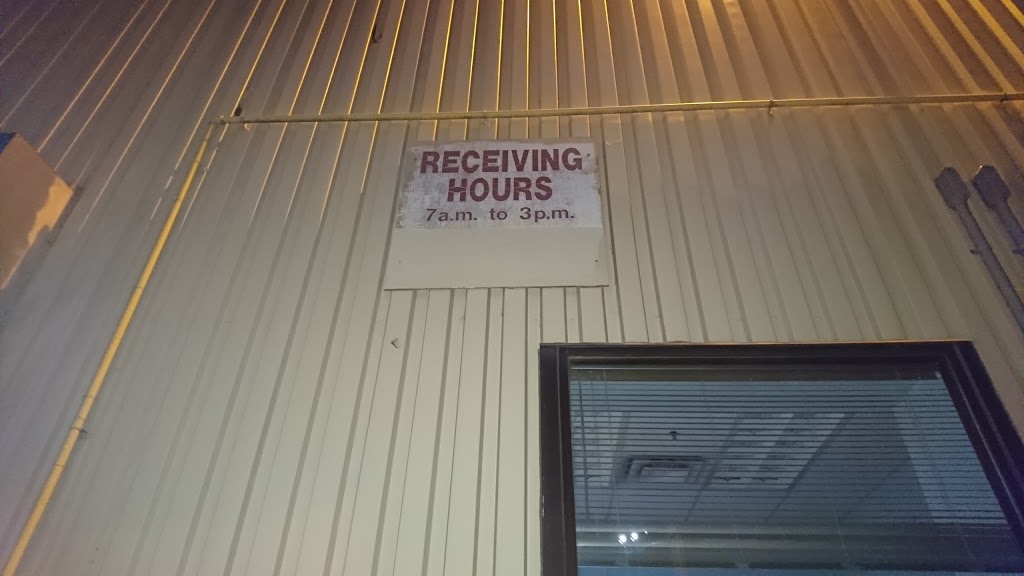 RECEIVING
HOURS
7a.m. to 3p.m.